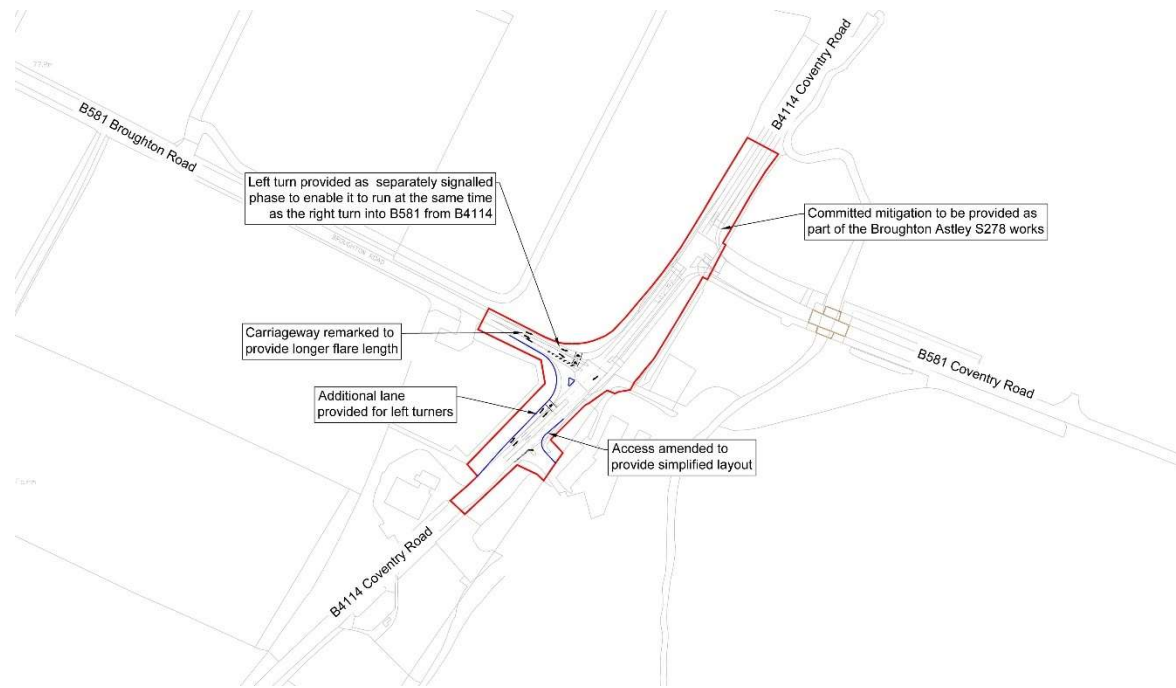 B4114 Coventry Road
B581 Broughton Road
Left turn provided as separately signalled
phase to enable it to run at the same time
as the right turn into B581 from B4114
Committed mitigation to be provided as
part of the Broughton Astley S278 works
BROUGHTON ROAD
Carriageway remarked to
provide longer flare length
B581 Coventry Road
Additional lane
provided for left turners
Access amended to
provide simplified layout
B4114 Coventry Road